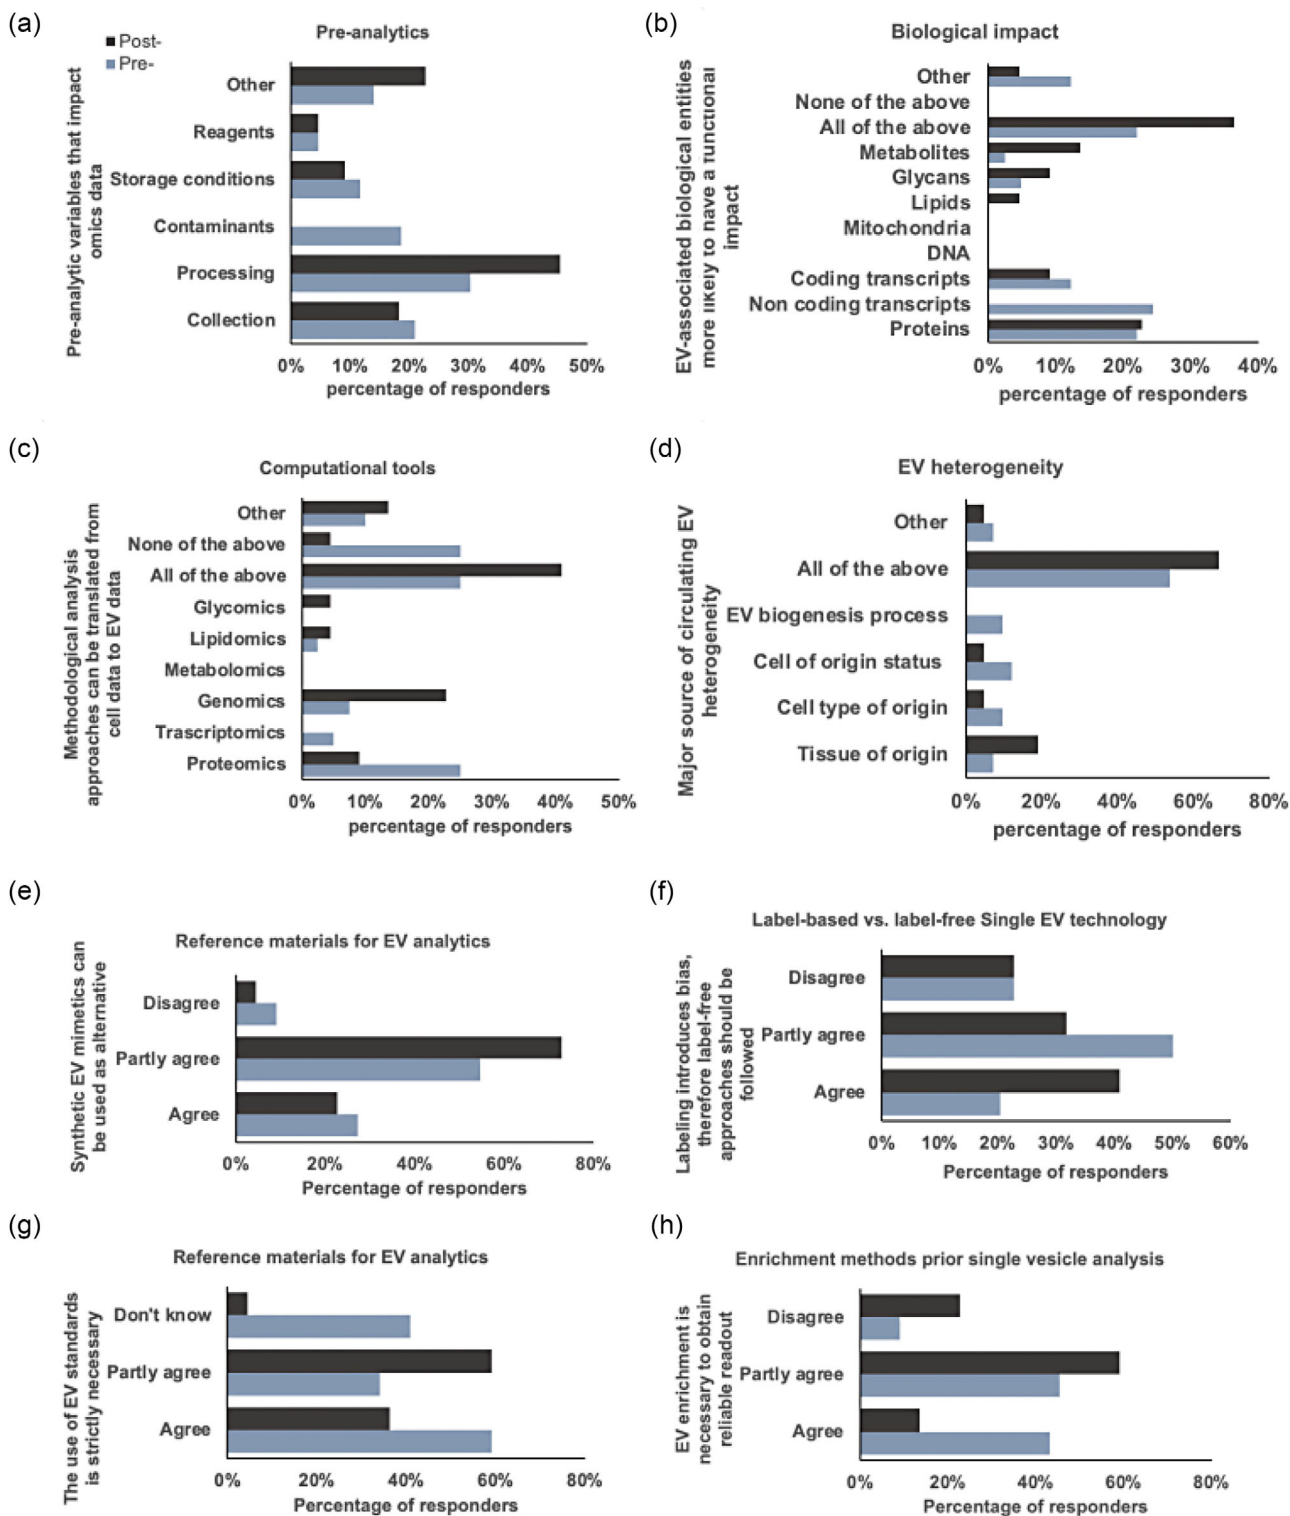 (a)
Pre-analytics
Post-
Pre-
Pre-analytic variables that impact
omics data
Other
Reagents
Storage conditions
Contaminants
Processing
Collection
0% 10% 20% 30% 40% 50%
percentage of responders
(b)
Biological impact
EV-associated biological entities
more likely to have a functional
impact
Other
None of the above
All of the above
Metabolites
Glycans
Lipids
Mitochondria
DNA
Coding transcripts
Non coding transcripts
Proteins
0% 10% 20% 30% 40%
percentage of responders
(c)
Computational tools
Methodological analysis
approaches can be translated from
cell data to EV data
Other
None of the above
All of the above
Glycomics
Lipidomics
Metabolomics
Genomics
Trascriptomics
Proteomics
0% 10% 20% 30% 40% 50%
percentage of responders
(d)
EV heterogeneity
Major source of circulating EV
heterogeneity
Other
All of the above
EV biogenesis process
Cell of origin status
Cell type of origin
Tissue of origin
0% 20% 40% 60% 80%
percentage of responders
(e)
Reference materials for EV analytics
Synthetic EV mimetics can
be used as alternative
Disagree
Partly agree
Agree
0% 20% 40% 60% 80%
Percentage of responders
(f)
Label-based vs. label-free Single EV technology
Labeling introduces bias,
therefore label-free
approaches should be
followed
Disagree
Partly agree
Agree
0% 10% 20% 30% 40% 50% 60%
Percentage of responders
(g)
Reference materials for EV analytics
The use of EV standards
is strictly necessary
Don't know
Partly agree
Agree
0% 20% 40% 60% 80%
Percentage of responders
(h)
Enrichment methods prior single vesicle analysis
EV enrichment is
necessary to obtain
reliable readout
Disagree
Partly agree
Agree
0% 20% 40% 60% 80%
Percentage of responders